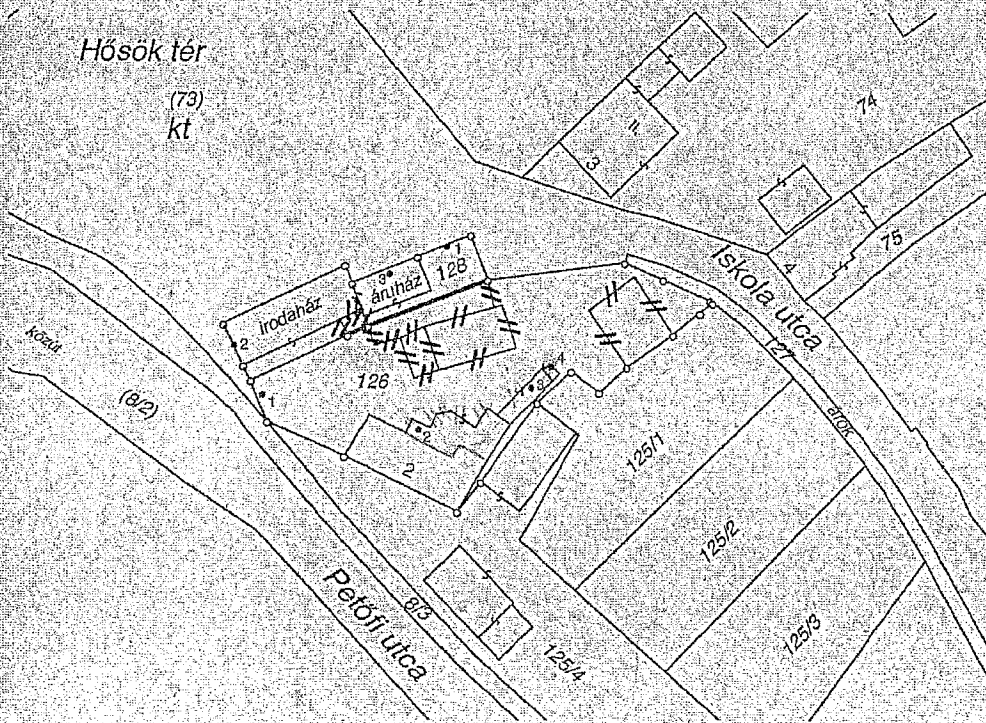 Hősök tér
(73)
kt
74
3
75
4
Iskola utca
128
1
3
áruház
irodaház
2
127
közút
126
1
4
3
1
(8/2)
árok
2
2
125/1
125/2
Petőfi utca
8/3
125/3
125/4